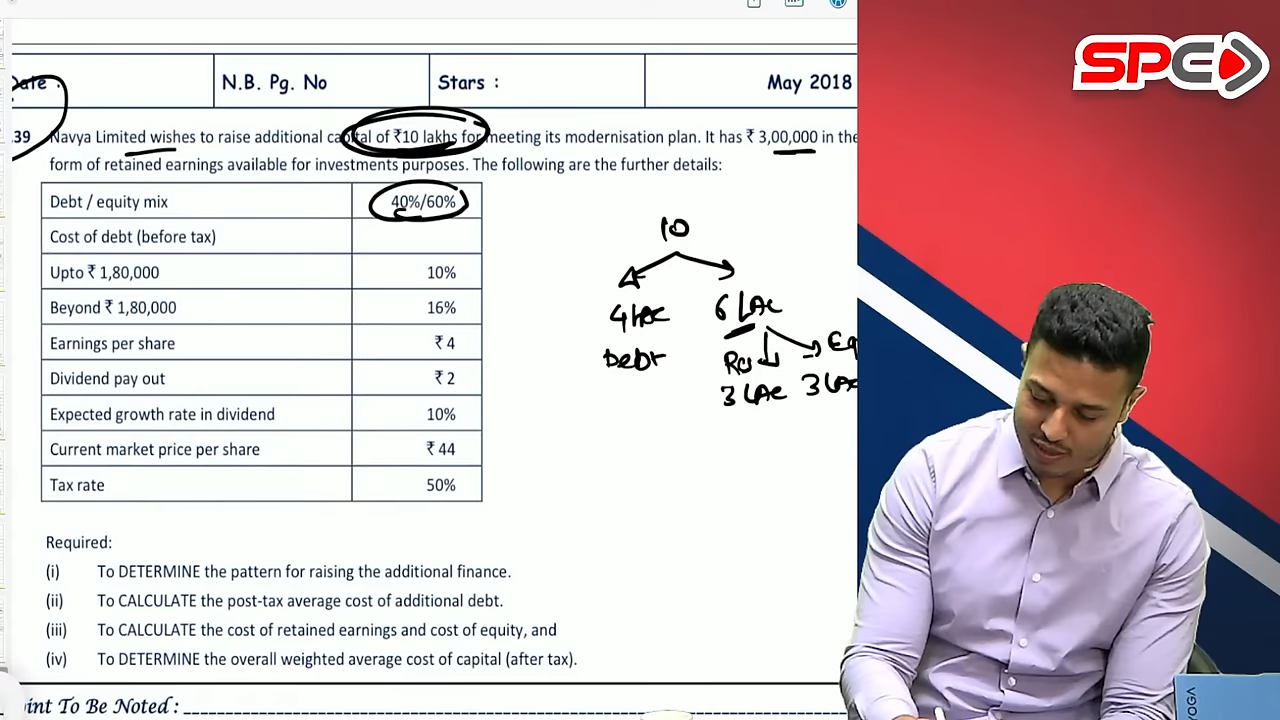 SPC
Date :
N.B. Pg. No
Stars :
May 2018
39 Navya Limited wishes to raise additional capital of ₹10 lakhs for meeting its modernisation plan. It has ₹ 3,00,000 in the
form of retained earnings available for investments purposes. The following are the further details:
Debt / equity mix 40%/60%
Cost of debt (before tax)
Upto ₹ 1,80,000 10%
Beyond ₹ 1,80,000 16%
Earnings per share ₹ 4
Dividend pay out ₹ 2
Expected growth rate in dividend 10%
Current market price per share ₹ 44
Tax rate 50%
10
4 LAC 6 LAC
Debt
Eq
3 LAC 3 LAC
Required:
(i) To DETERMINE the pattern for raising the additional finance.
(ii) To CALCULATE the post-tax average cost of additional debt.
(iii) To CALCULATE the cost of retained earnings and cost of equity, and
(iv) To DETERMINE the overall weighted average cost of capital (after tax).
int To Be Noted :